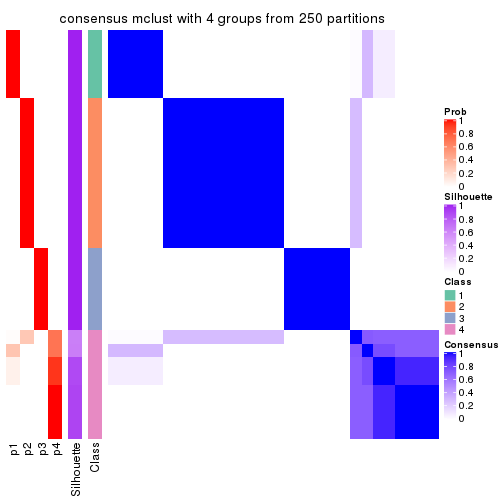 consensus mclust with 4 groups from 250 partitions
Prob
1
0.8
0.6
0.4
0.2
0
Silhouette
1
0.8
0.6
0.4
0.2
0
Class
1
2
3
4
Consensus
1
0.8
0.6
0.4
0.2
0
p1
p2
p3
p4
Silhouette
Class